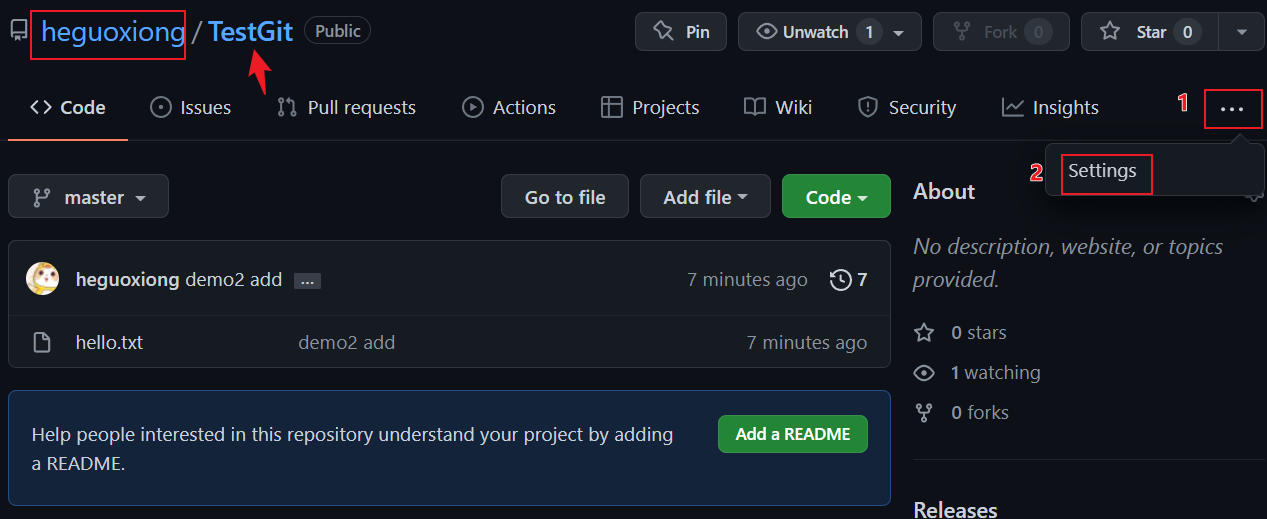 heguoxiong / TestGit Public Pin Unwatch 1 Fork 0 Star 0
Code Issues Pull requests Actions Projects Wiki Security Insights 1 ...
2 Settings
master Go to file Add file Code
About
No description, website, or topics
provided.
heguoxiong demo2 add ... 7 minutes ago 7
hello.txt demo2 add 7 minutes ago
0 stars
1 watching
0 forks
Help people interested in this repository understand your project by adding
a README.
Add a README
Releases